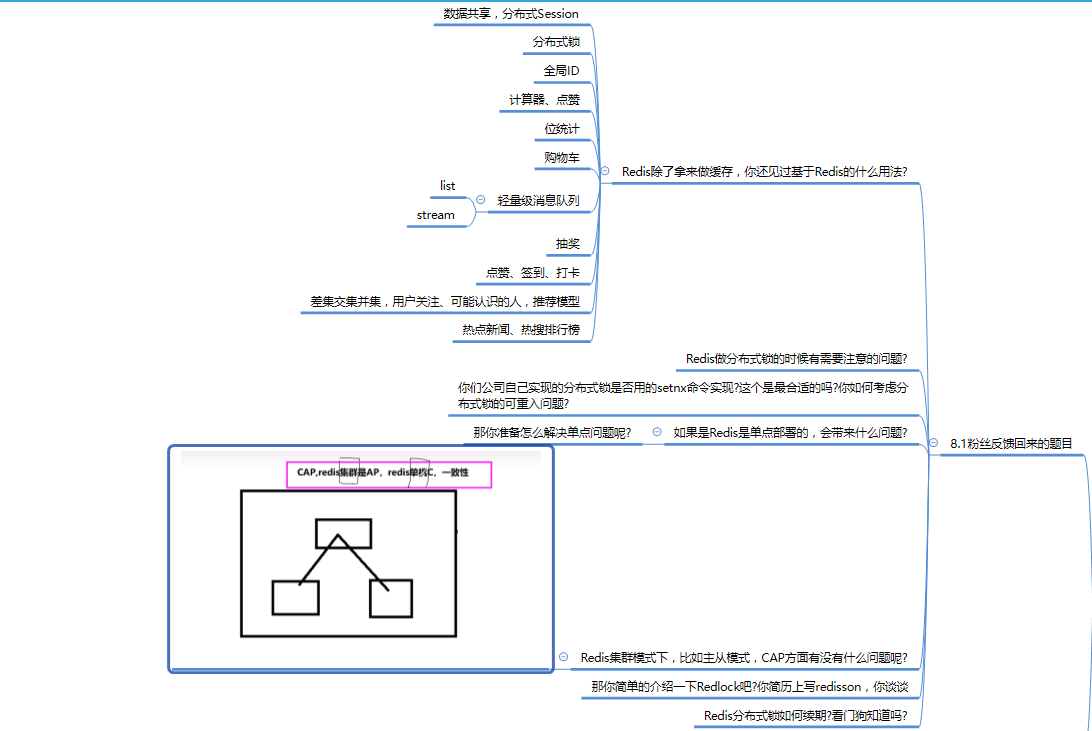 数据共享，分布式Session
分布式锁
全局ID
计算器、点赞
位统计
购物车
list
轻量级消息队列
stream
抽奖
点赞、签到、打卡
差集交集并集，用户关注、可能认识的人，推荐模型
热点新闻、热搜排行榜
Redis除了拿来做缓存，你还见过基于Redis的什么用法?
Redis做分布式锁的时候有需要注意的问题?
你们公司自己实现的分布式锁是否用的setnx命令实现?这个是最合适的吗?你如何考虑分
布式锁的可重入问题?
那你准备怎么解决单点问题呢?
如果是Redis是单点部署的，会带来什么问题?
8.1粉丝反馈回来的题目
CAP,redis集群是AP，redis单机C，一致性
Redis集群模式下，比如主从模式，CAP方面有没有什么问题呢?
那你简单的介绍一下Redlock吧?你简历上写redisson，你谈谈
Redis分布式锁如何续期?看门狗知道吗?